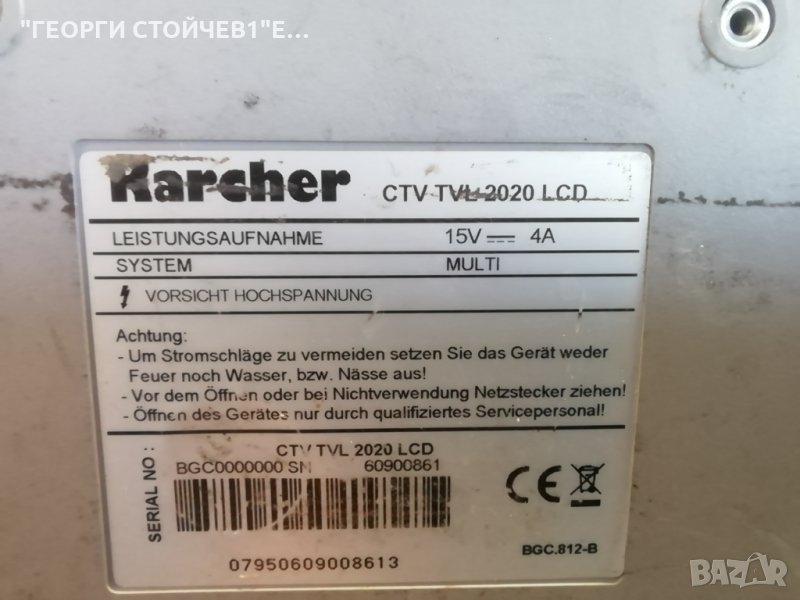 "ГЕОРГИ СТОЙЧЕВ1"Е...
Karcher CTV TVL 2020 LCD
LEISTUNGSAUFNAHME 15V 4A
SYSTEM MULTI
VORSICHT HOCHSPANNUNG
Achtung:
- Um Stromschläge zu vermeiden setzen Sie das Gerät weder
Feuer noch Wasser, bzw. Nässe aus!
- Vor dem Öffnen oder bei Nichtverwendung Netzstecker ziehen!
- Öffnen des Gerätes nur durch qualifiziertes Servicepersonal!
SERIAL NO :
CTV TVL 2020 LCD
BGC0000000 SN 60900861
07950609008613
CE
BGC.812-B
BAZAR